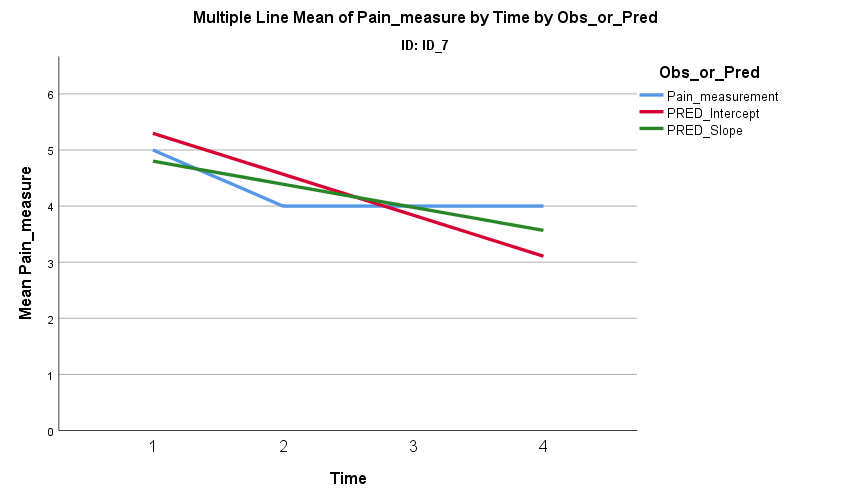 Multiple Line Mean of Pain_measure by Time by Obs_or_Pred
ID: ID_7
Obs_or_Pred
Pain_measurement
PRED_Intercept
PRED_Slope
Mean Pain_measure
6
5
4
3
2
1
0
1 2 3 4
Time